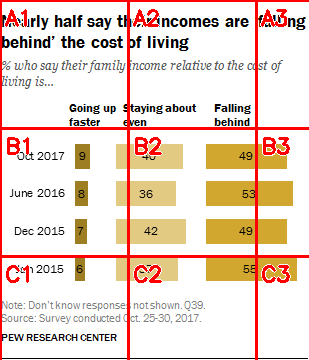 Nearly half say their incomes are 'falling
behind' the cost of living
% who say their family income relative to the cost of
living is…
Going up faster
Staying about even
Falling behind
Oct 2017 9 40 49
June 2016 8 36 53
Dec 2015 7 42 49
2015 6 55
Note: Don't know responses not shown. Q39.
Source: Survey conducted Oct. 25-30, 2017.
PEW RESEARCH CENTER
A1 A2 A3
B1 B2 B3
C1 C2 C3